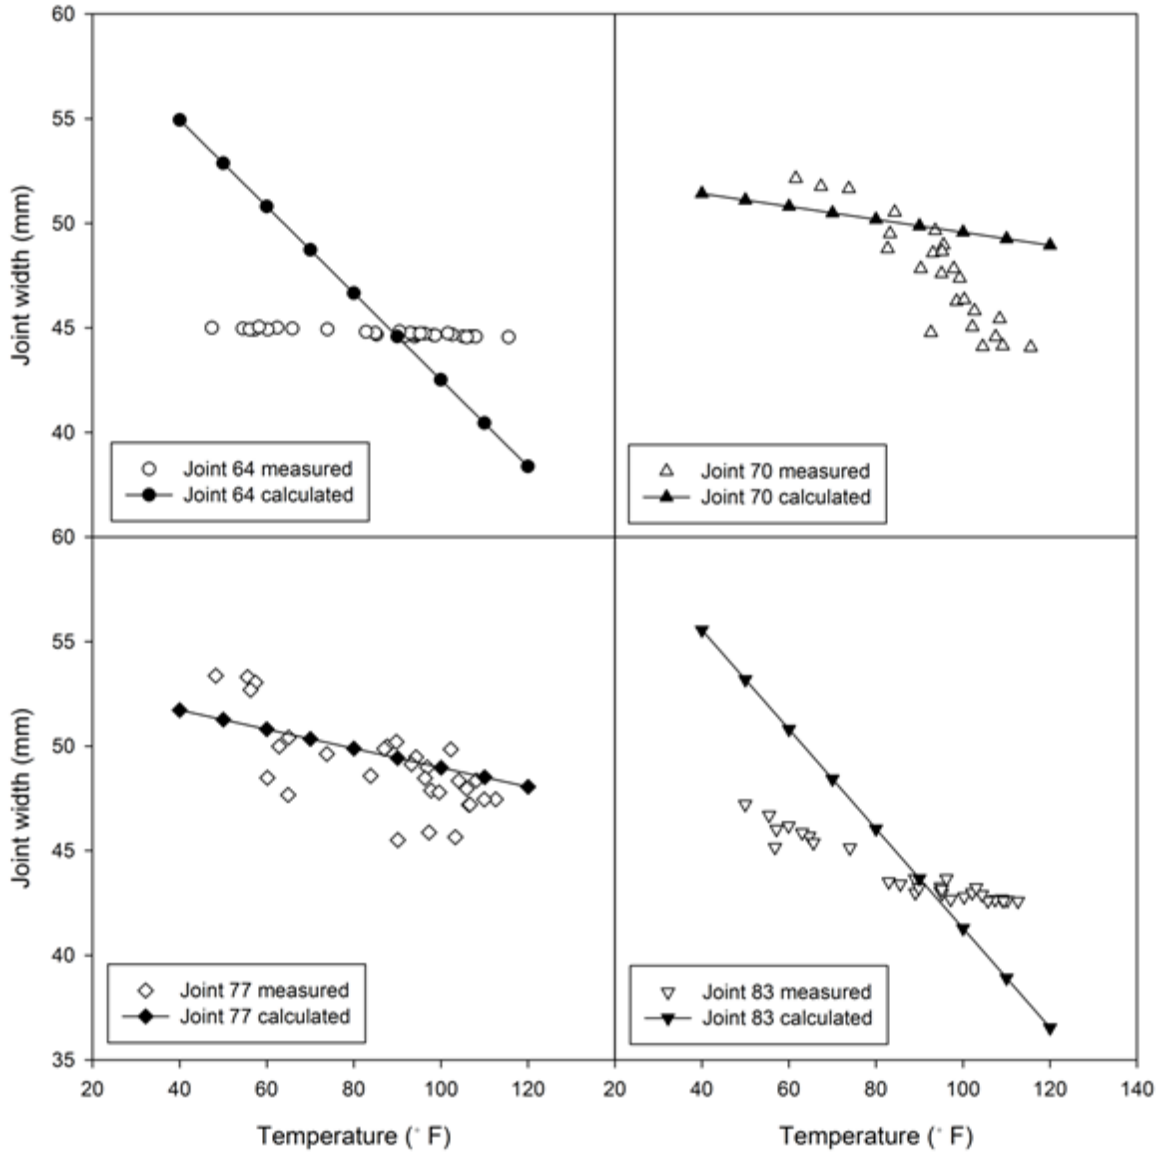 60
55
50
45
40
Joint width (mm)
Joint 64 measured
Joint 64 calculated
Joint 70 measured
Joint 70 calculated
60
55
50
45
40
35
Joint width (mm)
Joint 77 measured
Joint 77 calculated
Joint 83 measured
Joint 83 calculated
20 40 60 80 100 120 20 40 60 80 100 120 140
Temperature (° F) Temperature (° F)